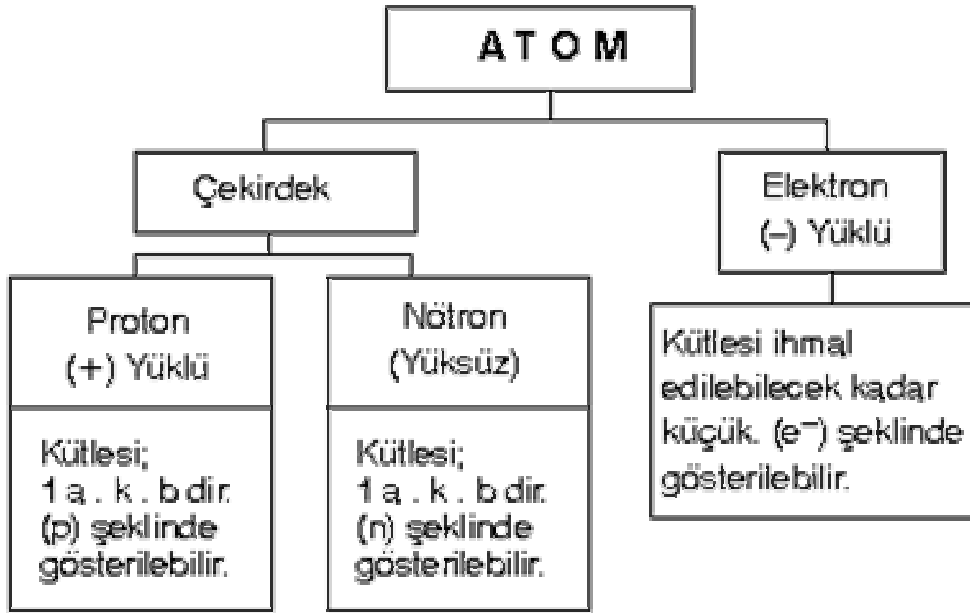 ATOM
Çekirdek
Elektron
(–) Yüklü
Proton
(+) Yüklü
Nötron
(Yüksüz)
Kütlesi;
1 a . k . b dir.
(p) şeklinde
gösterilebilir.
Kütlesi;
1 a . k . b dir.
(n) şeklinde
gösterilebilir.
Kütlesi ihmal
edilebilecek kadar
küçük. (e⁻) şeklinde
gösterilebilir.